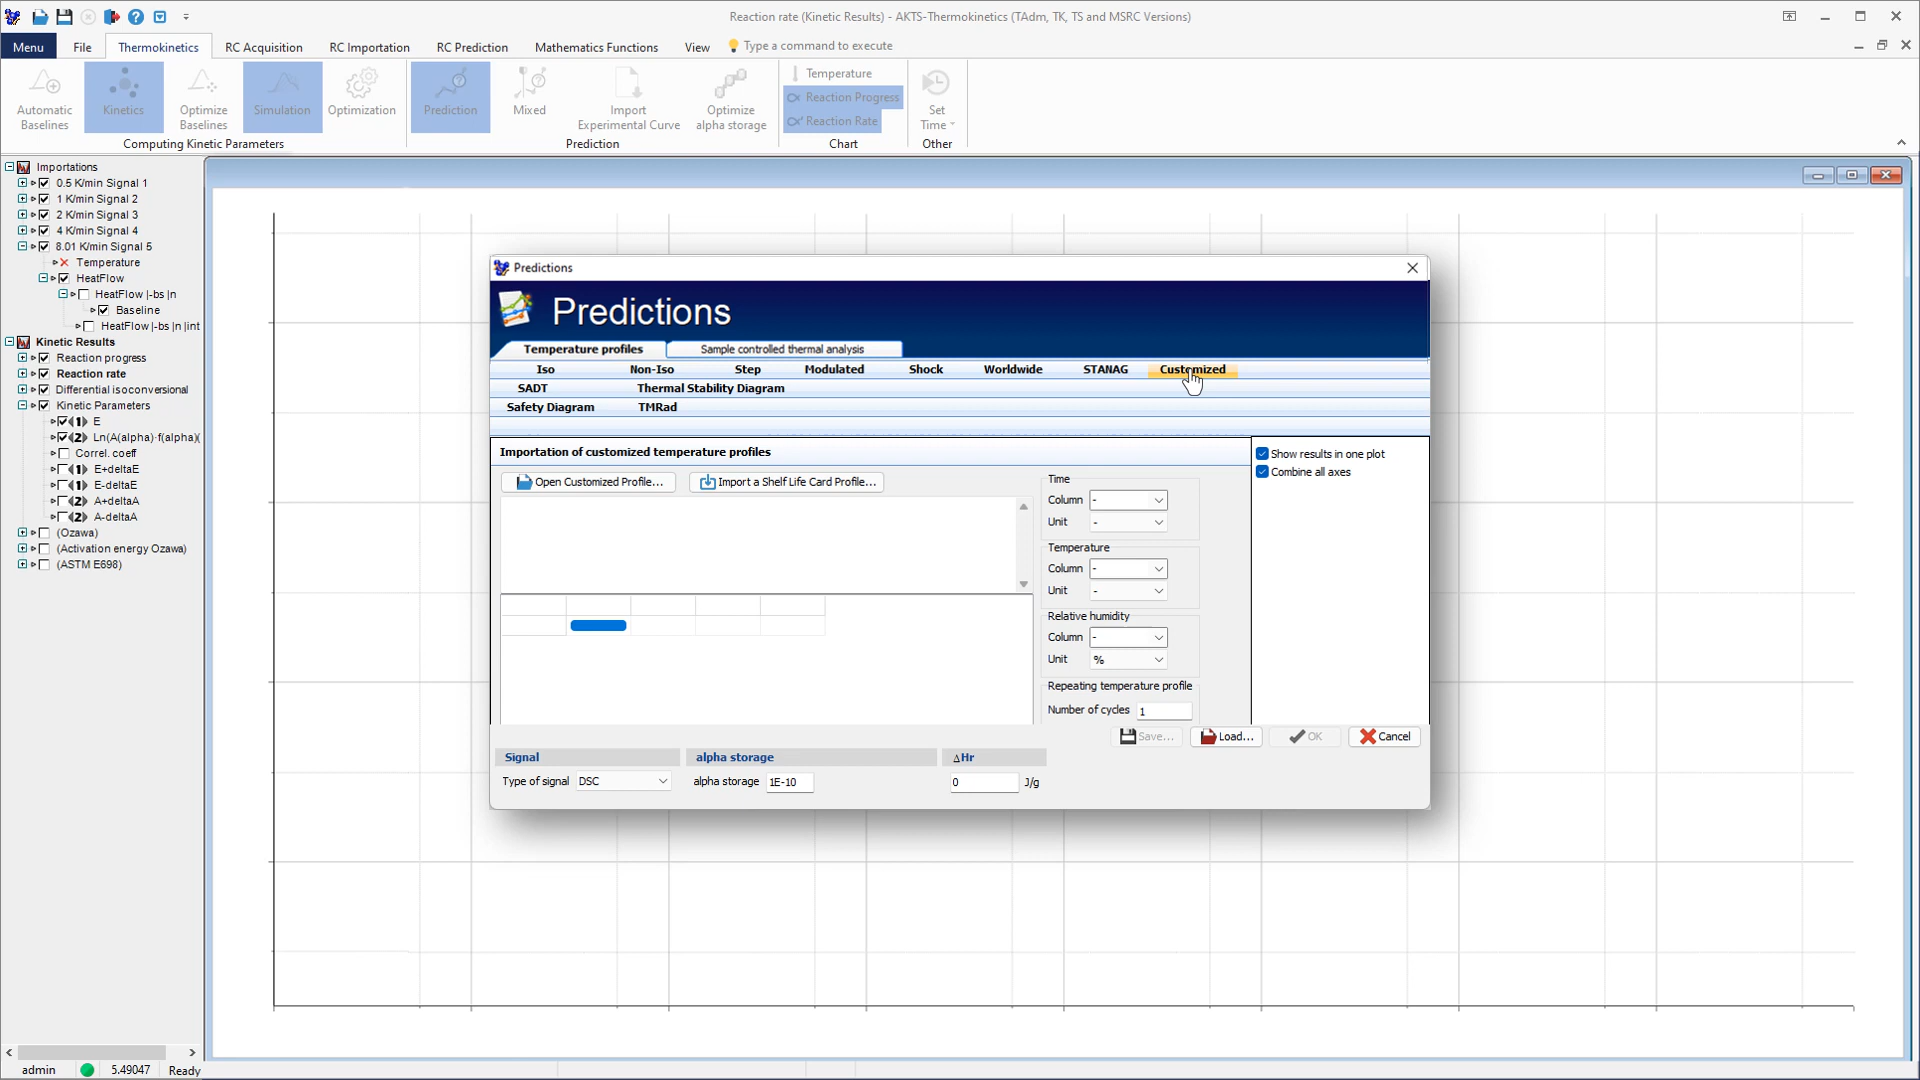 Reaction rate (Kinetic Results) - AKTS-Thermokinetics (TAdm, TK, TS and MSRC Versions)
Menu File Thermokinetics RC Acquisition RC Importation RC Prediction Mathematics Functions View Type a command to execute
Automatic Baselines
Kinetics
Optimize Baselines
Simulation
Optimization
Computing Kinetic Parameters
Prediction
Mixed
Import Experimental Curve
Optimize alpha storage
Prediction
Temperature
Reaction Progress
Reaction Rate
Chart
Set Time
Other
Importations
0.5 K/min Signal 1
1 K/min Signal 2
2 K/min Signal 3
4 K/min Signal 4
8.01 K/min Signal 5
Temperature
HeatFlow
HeatFlow |-bs |n
Baseline
HeatFlow |-bs |n |int
Kinetic Results
Reaction progress
Reaction rate
Differential isoconversional
Kinetic Parameters
(1) E
(2) Ln(A(alpha)·f(alpha)(
Correl. coeff
(1) E+deltaE
(1) E-deltaE
(2) A+deltaA
(2) A-deltaA
(Ozawa)
(Activation energy Ozawa)
(ASTM E698)
Predictions
Predictions
Temperature profiles Sample controlled thermal analysis
Iso Non-Iso Step Modulated Shock Worldwide STANAG Customized
SADT Thermal Stability Diagram
Safety Diagram TMRad
Importation of customized temperature profiles
Open Customized Profile... Import a Shelf Life Card Profile...
Time
Column -
Unit -
Temperature
Column -
Unit -
Relative humidity
Column -
Unit %
Repeating temperature profile
Number of cycles 1
Show results in one plot
Combine all axes
Save... Load... OK Cancel
Signal alpha storage △Hr
Type of signal DSC alpha storage 1E-10 0 J/g
admin 5.49047 Ready